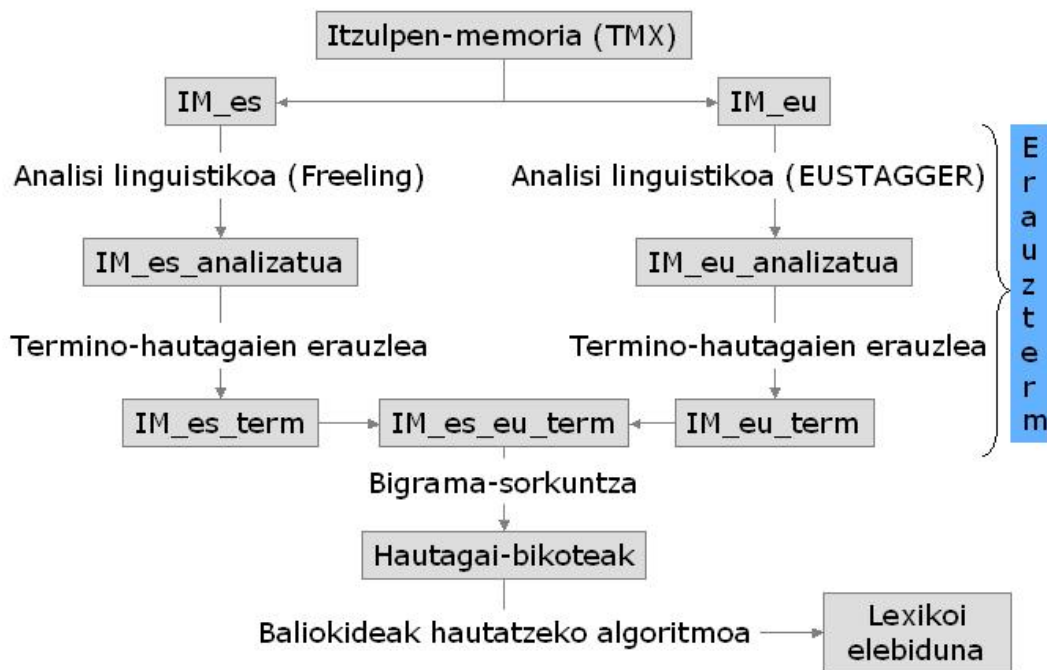 Itzulpen-memoria (TMX)
IM_es
IM_eu
Analisi linguistikoa (Freeling)
Analisi linguistikoa (EUSTAGGER)
IM_es_analizatua
IM_eu_analizatua
Termino-hautagaien erauzlea
Termino-hautagaien erauzlea
IM_es_term
IM_es_eu_term
IM_eu_term
Erauzterm
Bigrama-sorkuntza
Hautagai-bikoteak
Baliokideak hautatzeko algoritmoa
Lexikoi
elebiduna